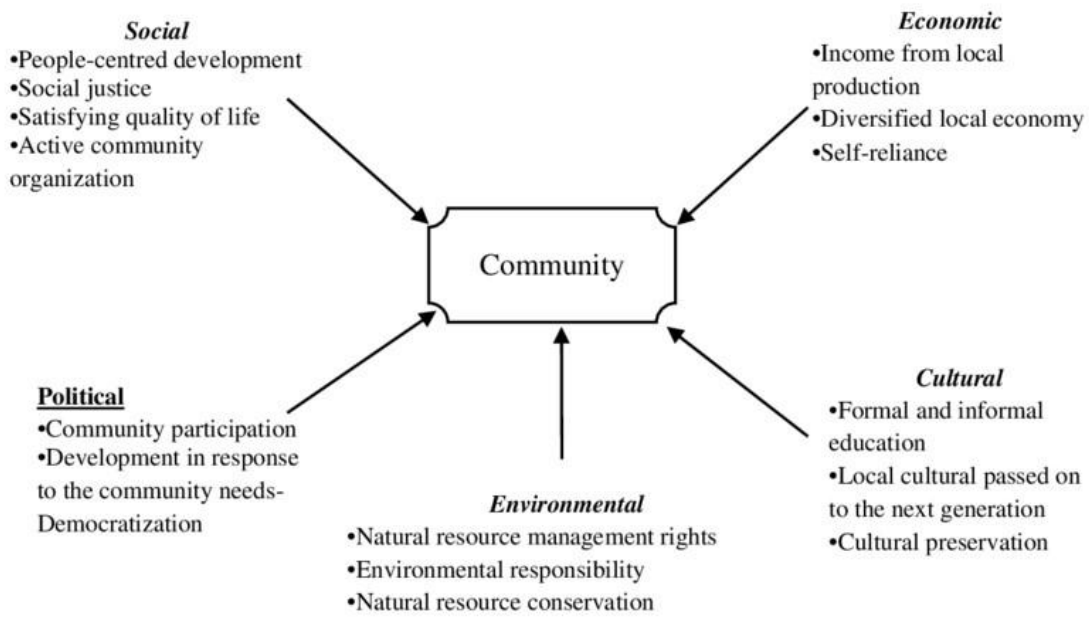 Social
•People-centred development
•Social justice
•Satisfying quality of life
•Active community
organization
Economic
•Income from local
production
•Diversified local economy
•Self-reliance
Community
Political
•Community participation
•Development in response
to the community needs-
Democratization
Environmental
•Natural resource management rights
•Environmental responsibility
•Natural resource conservation
Cultural
•Formal and informal
education
•Local cultural passed on
to the next generation
•Cultural preservation